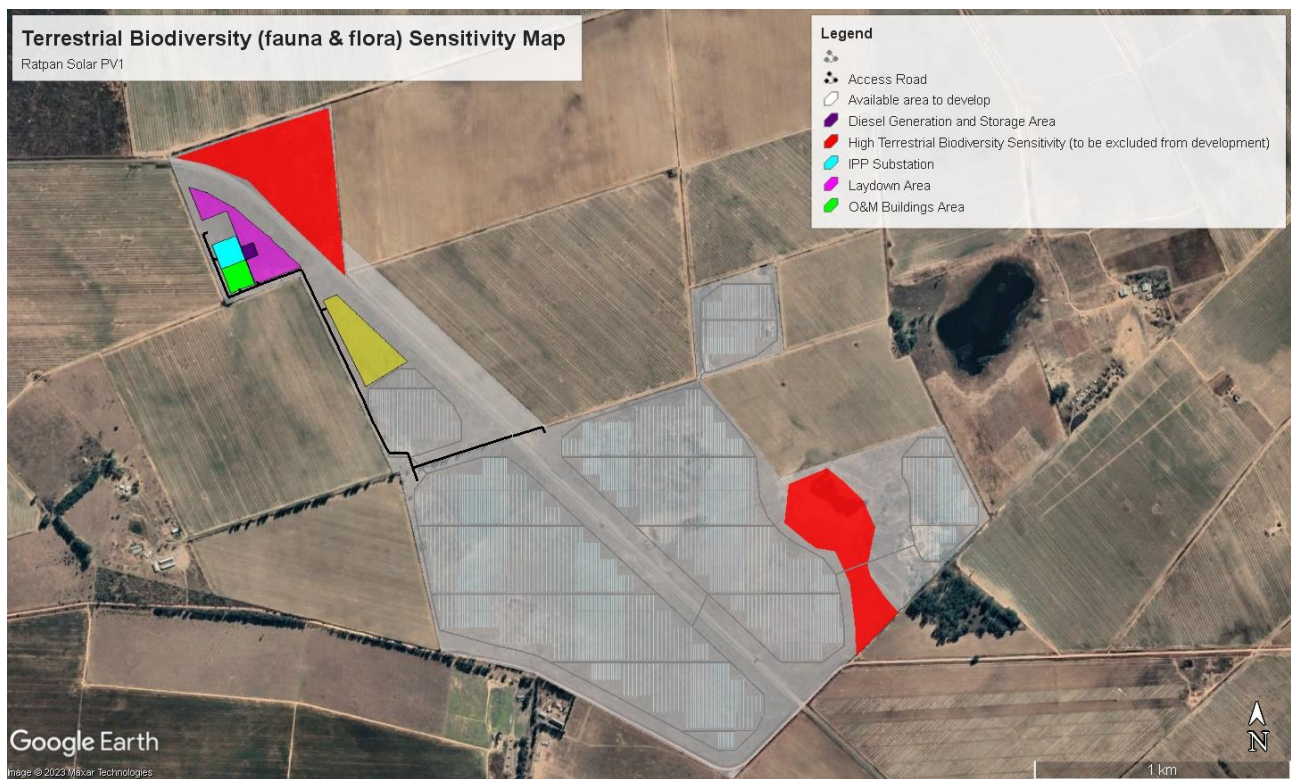 Terrestrial Biodiversity (fauna & flora) Sensitivity Map
Ratpan Solar PV1
Legend
Access Road
Available area to develop
Diesel Generation and Storage Area
High Terrestrial Biodiversity Sensitivity (to be excluded from development)
IPP Substation
Laydown Area
O&M Buildings Area
Google Earth
Image © 2023 Maxar Technologies
N
1 km